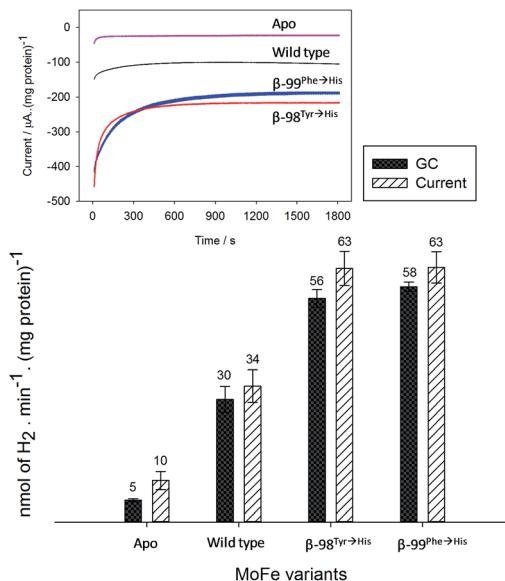 0
-100
-200
-300
-400
-500
Current / μA.(mg protein)⁻¹
Apo
Wild type
β-99ᴾʰᵉ→ᴴⁱˢ
β-98ᵀʸʳ→ᴴⁱˢ
0 300 600 900 1200 1500 1800
Time / s
GC
Current
nmol of H₂ . min⁻¹ . (mg protein)⁻¹
5 10 30 34 56 63 58 63
Apo Wild type β-98ᵀʸʳ→ᴴⁱˢ β-99ᴾʰᵉ→ᴴⁱˢ
MoFe variants